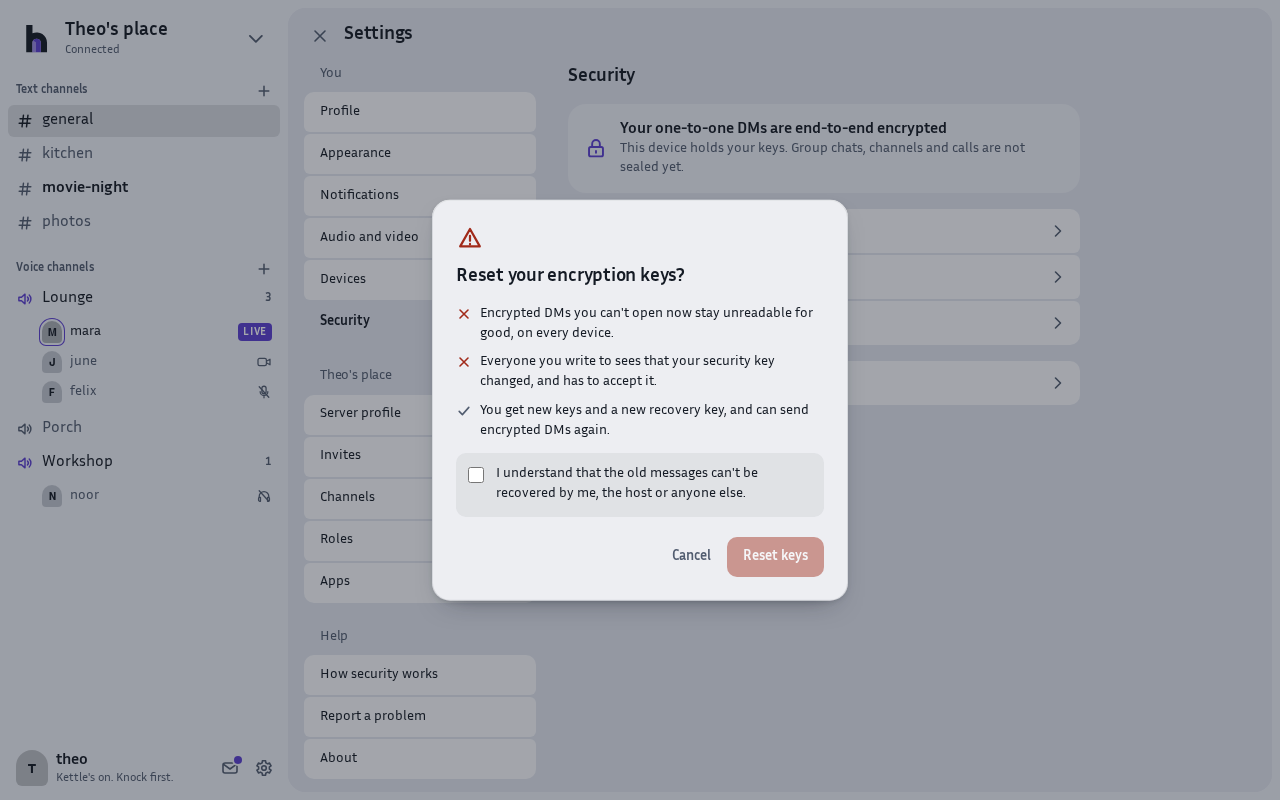 Theo's place
Connected
Text channels
general
kitchen
movie-night
photos
Voice channels
Lounge
3
M
mara
LIVE
J
june
F
felix
Porch
Workshop
1
N
noor
T
theo
Kettle's on. Knock first.
Settings
You
Profile
Appearance
Notifications
Audio and video
Devices
Security
Theo's place
Server profile
Invites
Channels
Roles
Apps
Help
How security works
Report a problem
About
Security
Your one-to-one DMs are end-to-end encrypted
This device holds your keys. Group chats, channels and calls are not
sealed yet.
Reset your encryption keys?
Encrypted DMs you can't open now stay unreadable for
good, on every device.
Everyone you write to sees that your security key
changed, and has to accept it.
You get new keys and a new recovery key, and can send
encrypted DMs again.
I understand that the old messages can't be
recovered by me, the host or anyone else.
Cancel
Reset keys